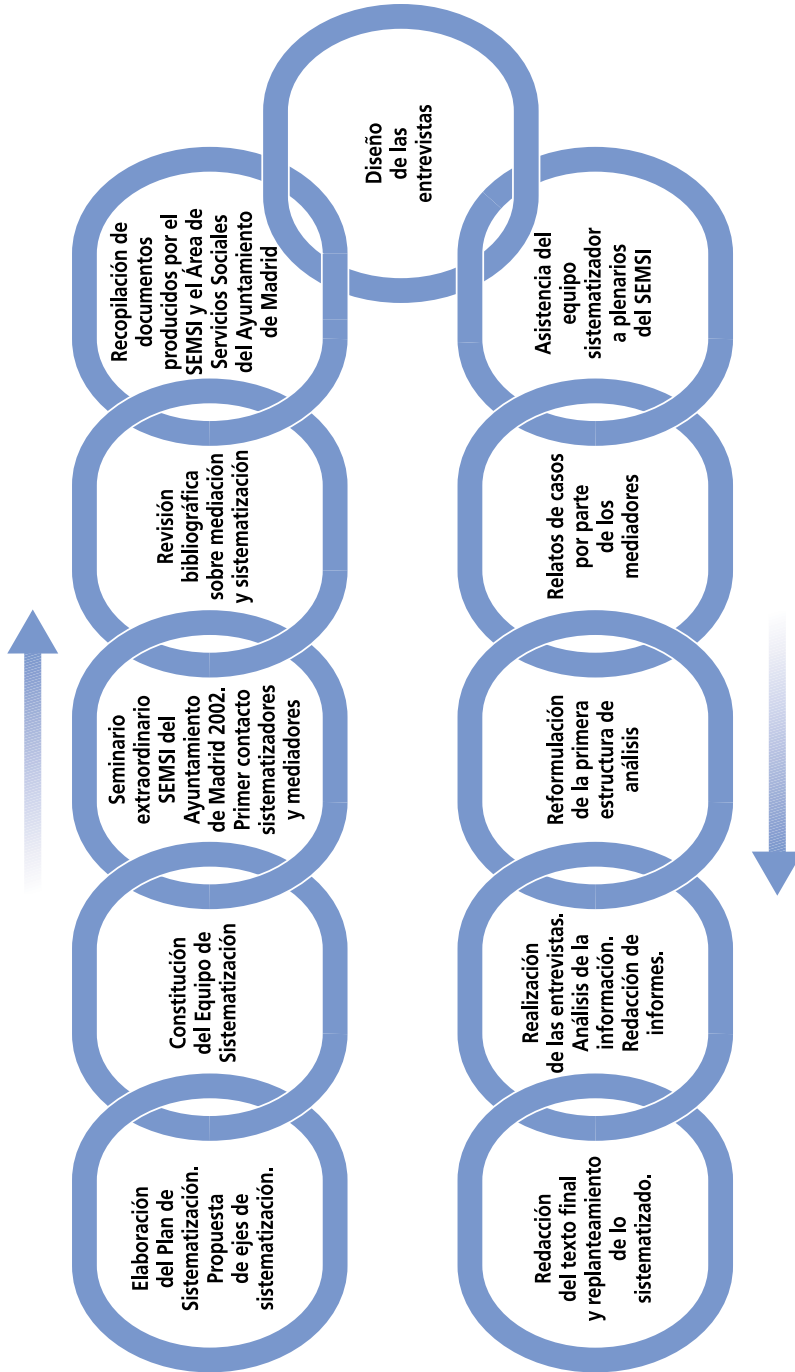 Elaboración
del Plan de
Sistematización.
Propuesta
de ejes de
sistematización.
Constitución
del Equipo de
Sistematización
Seminario
extraordinario
SEMSI del
Ayuntamiento
de Madrid 2002.
Primer contacto
sistematizadores
y mediadores
Revisión
bibliográfica
sobre mediación
y sistematización
Recopilación de
documentos
producidos por el
SEMSI y el Área de
Servicios Sociales
del Ayuntamiento
de Madrid
Diseño
de las
entrevistas
Asistencia del
equipo
sistematizador
a plenarios
del SEMSI
Relatos de casos
por parte
de los
mediadores
Reformulación
de la primera
estructura de
análisis
Realización
de las entrevistas.
Análisis de la
información.
Redacción de
informes.
Redacción
del texto final
y replanteamiento
de lo
sistematizado.